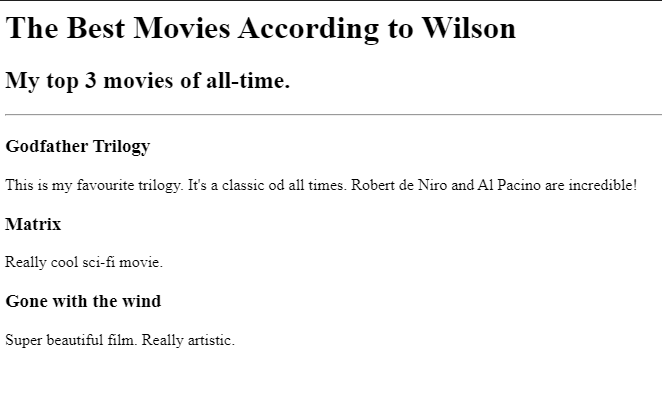 The Best Movies According to Wilson
My top 3 movies of all-time.
Godfather Trilogy
This is my favourite trilogy. It's a classic od all times. Robert de Niro and Al Pacino are incredible!
Matrix
Really cool sci-fi movie.
Gone with the wind
Super beautiful film. Really artistic.